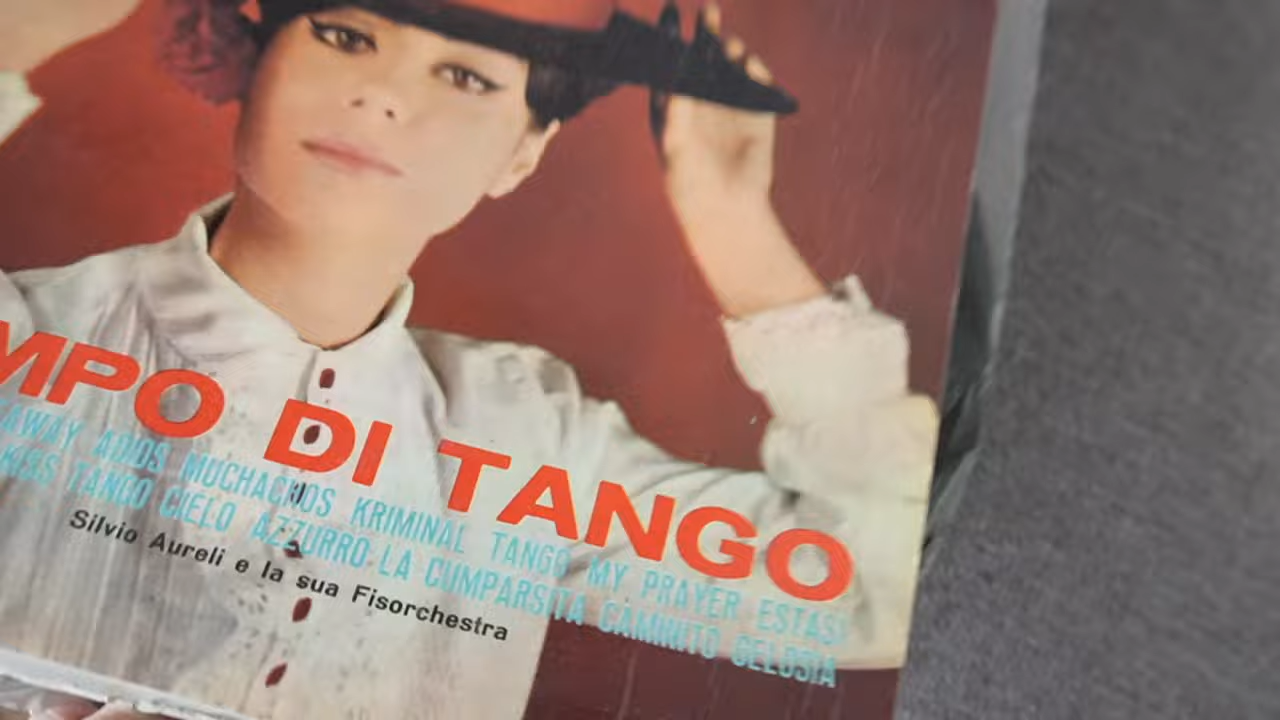 MPO DI TANGO
AWAY ADIOS MUCHACHOS KRIMINAL TANGO MY PRAYER ESTASI
KISS TANGO CIELO AZZURRO LA CUMPARSITA CAMINITO GELOSIA
Silvio Aureli e la sua Fisorchestra